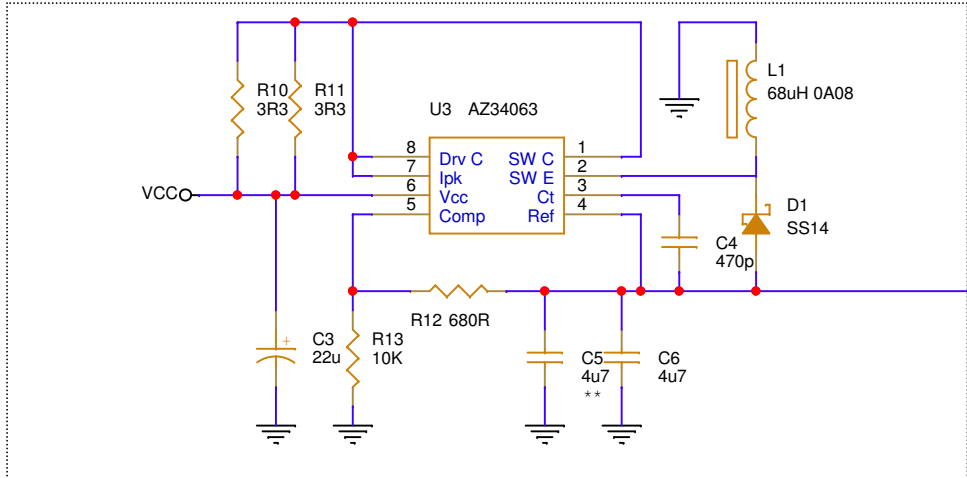 R10
3R3
R11
3R3
L1
68uH 0A08
U3 AZ34063
8
7
6
5
Drv C
Ipk
Vcc
Comp
SW C
SW E
Ct
Ref
1
2
3
4
VCC
D1
SS14
C4
470p
R12 680R
C3
22u
+
R13
10K
C5
4u7
**
C6
4u7